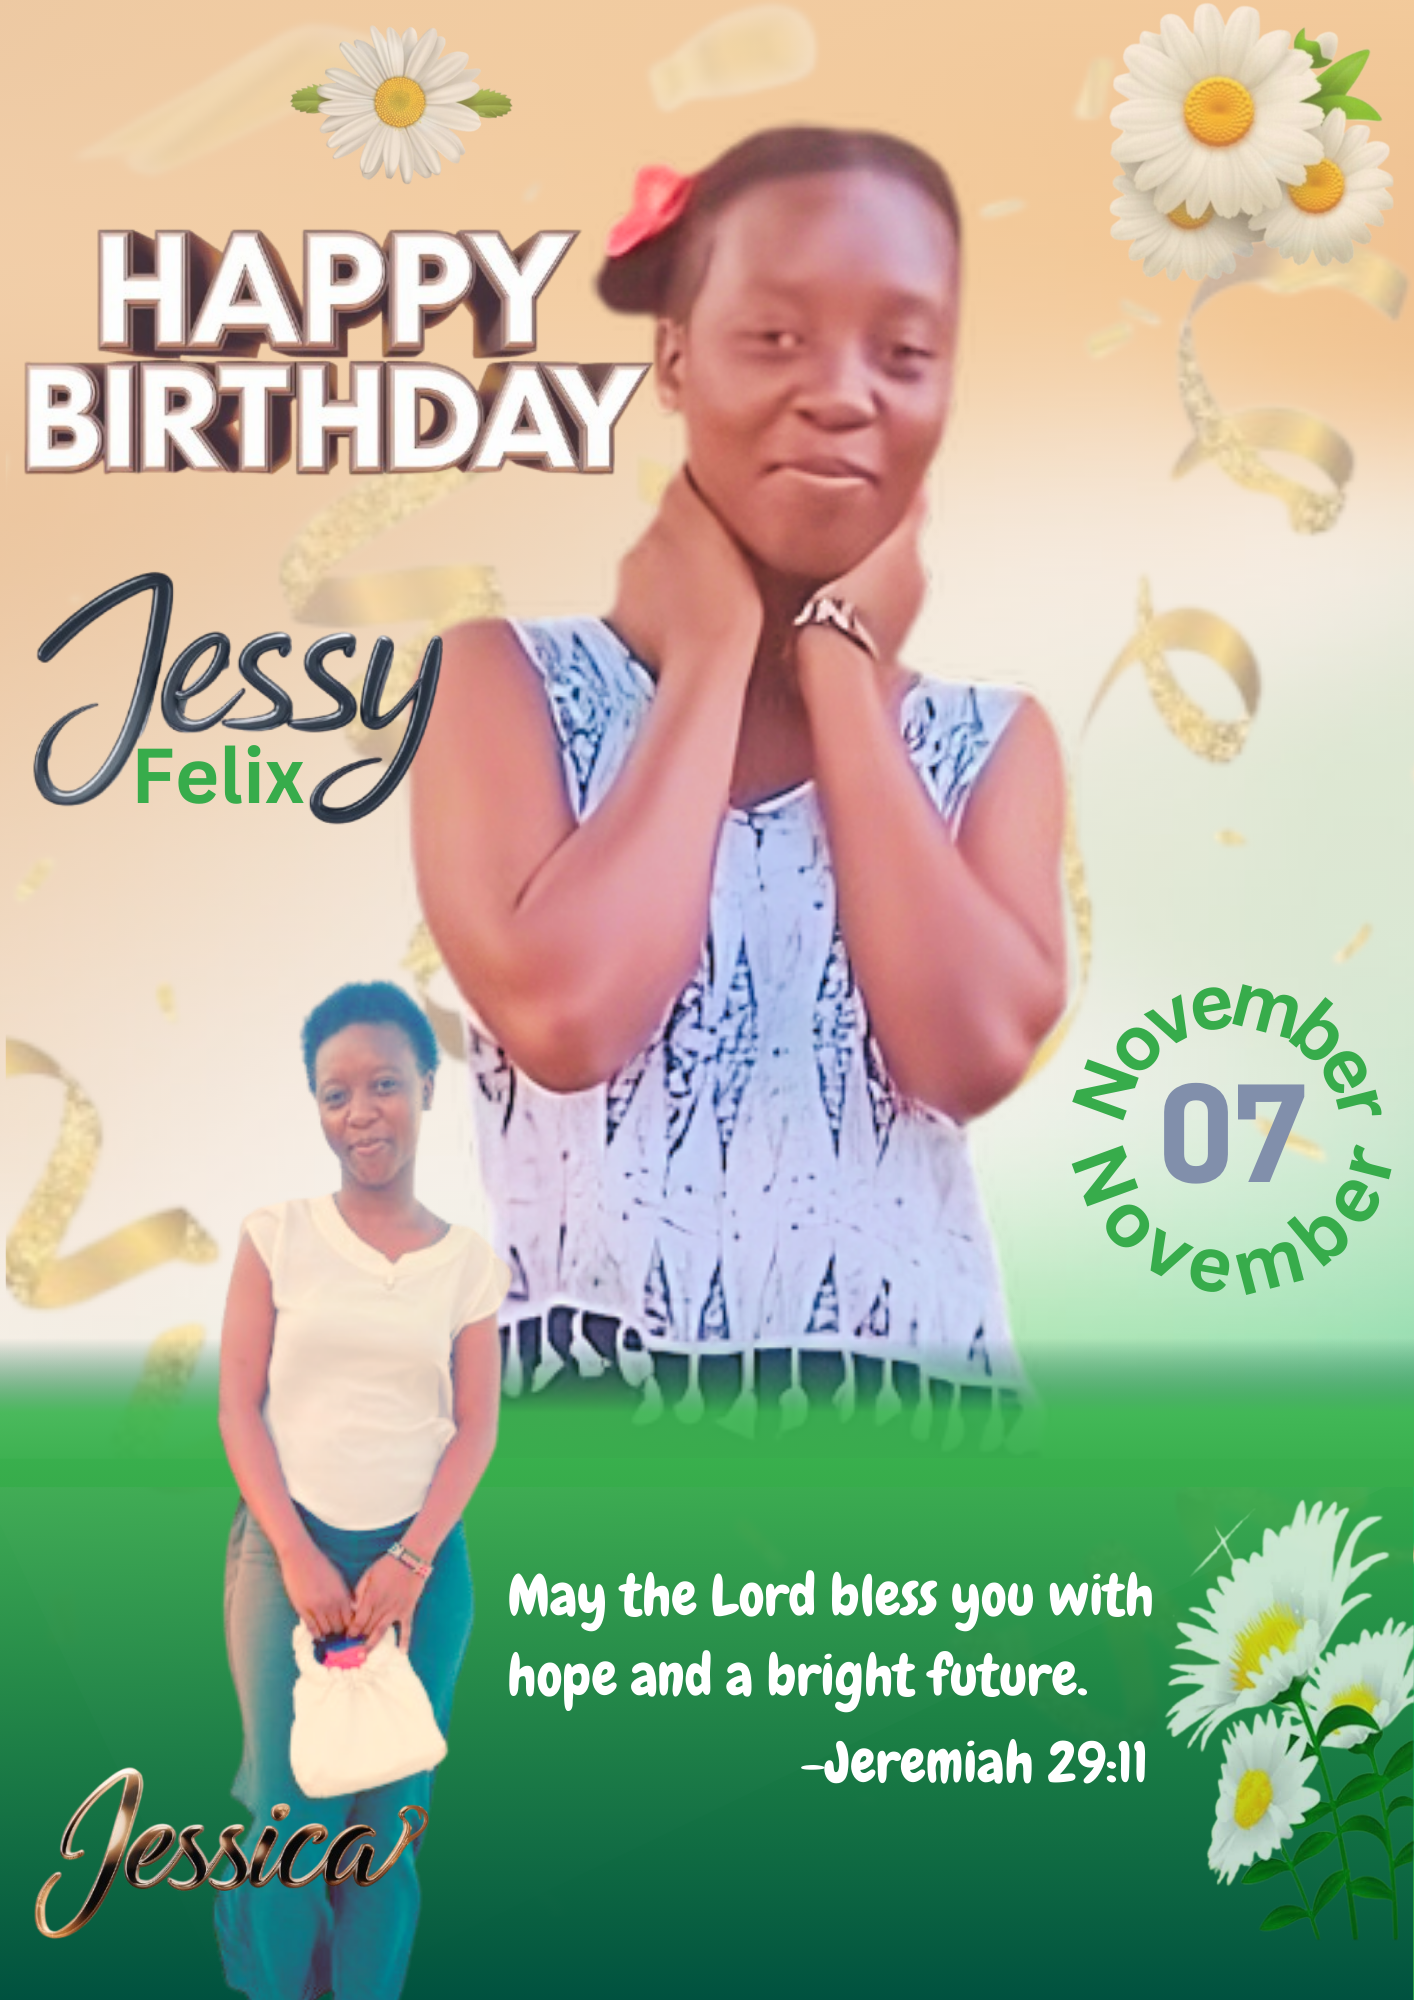 HAPPY
BIRTHDAY
Jessy
Felix
November
07
November
May the Lord bless you with
hope and a bright future.
-Jeremiah 29:11
Jessica